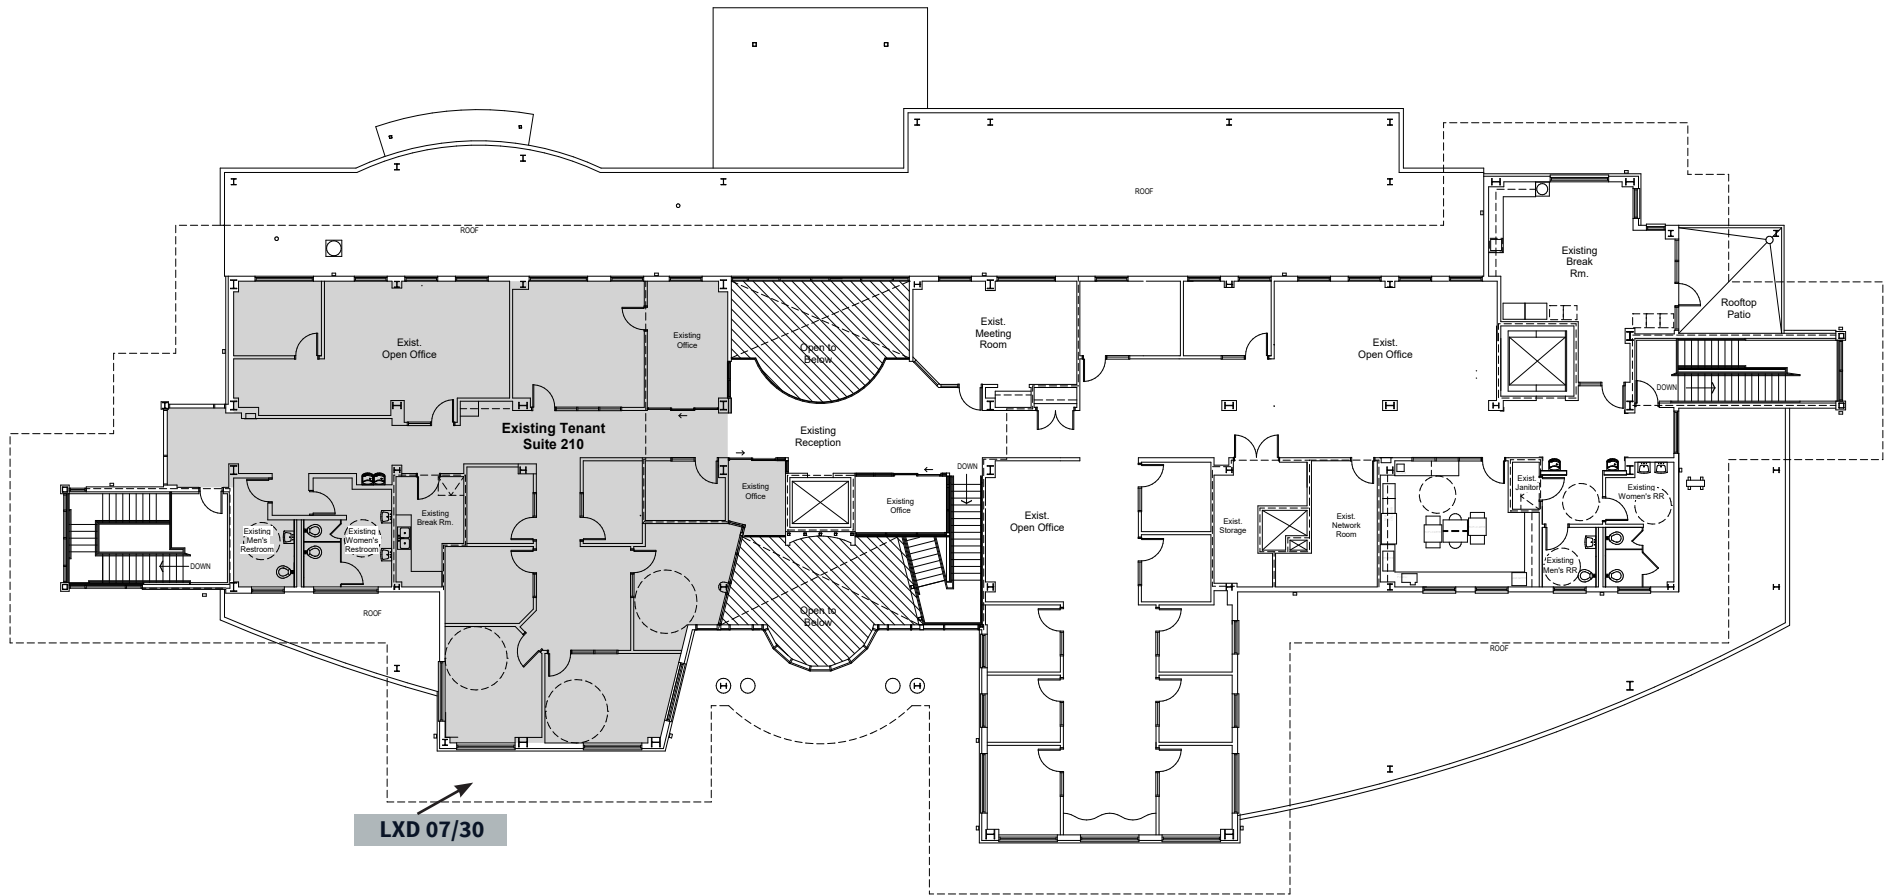 ROOF
ROOF
Existing
Break
Rm.
Rooftop
Patio
Exist.
Open Office
Existing
Office
Open to
Below
Exist.
Meeting
Room
Exist.
Open Office
DOWN
Existing Tenant
Suite 210
Existing
Reception
DOWN
Existing
Office
Existing
Office
Existing
Break Rm.
Existing
Men's
Restroom
Existing
Women's
Restroom
DOWN
Exist.
Open Office
Exist.
Storage
Exist.
Network
Room
Exist.
Janitor
Existing
Women's RR
Existing
Men's RR
Open to
Below
ROOF
ROOF
LXD 07/30